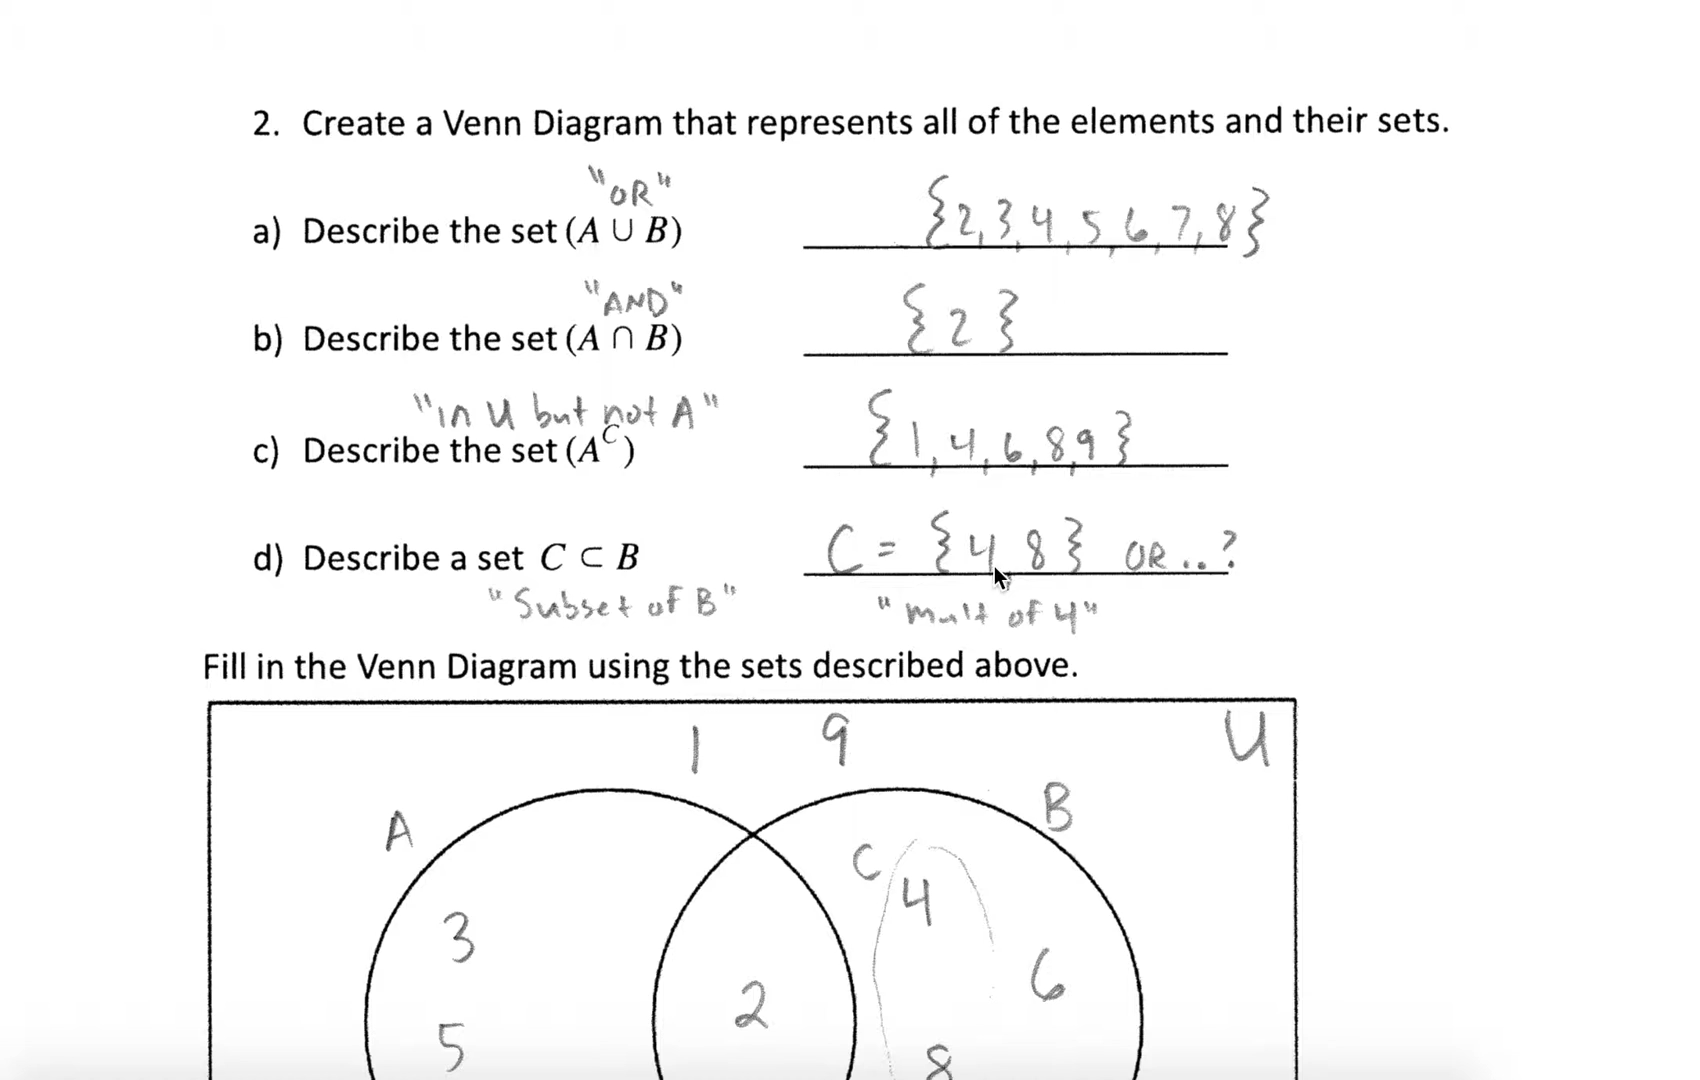 2. Create a Venn Diagram that represents all of the elements and their sets.
"OR"
a) Describe the set (A ∪ B) {2,3,4,5,6,7,8}
"AND"
b) Describe the set (A ∩ B) {2}
"in U but not A"
c) Describe the set (A^C) {1,4,6,8,9}
d) Describe a set C ⊂ B C = {4 8} OR..?
"Subset of B" "mult of 4"
Fill in the Venn Diagram using the sets described above.
1 9 U
A B
C
4
3 6
2
5 8